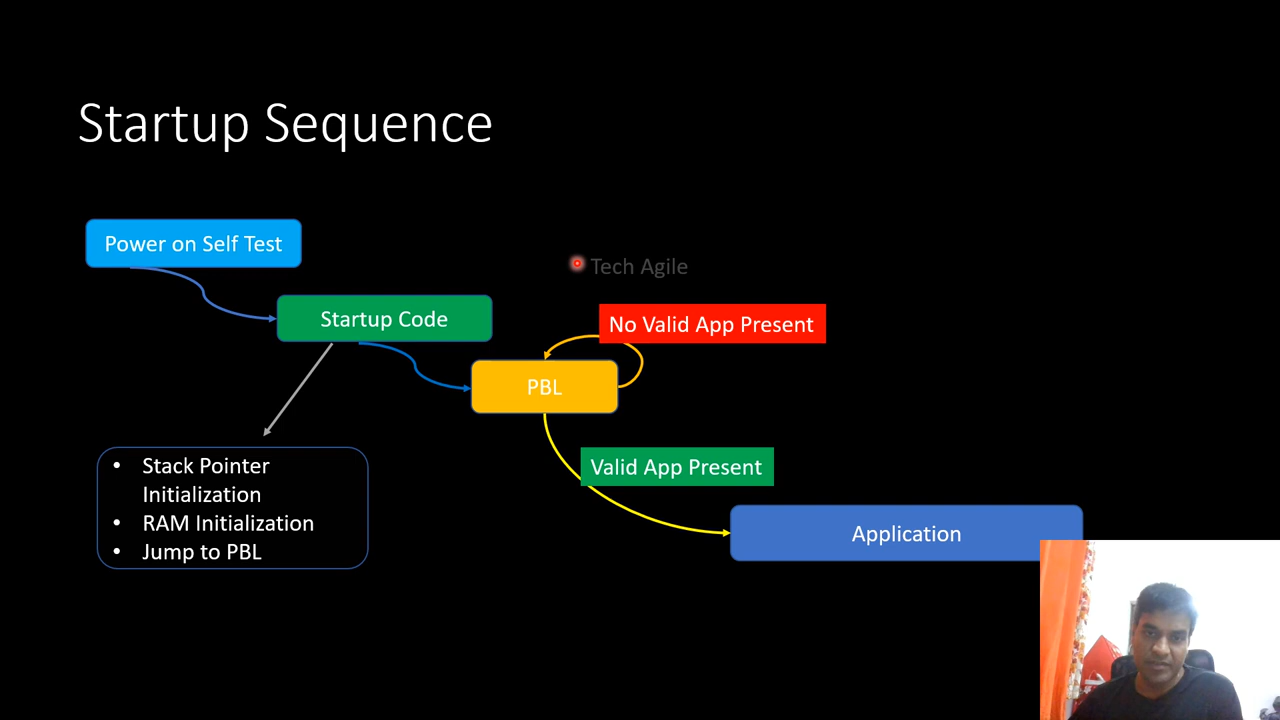 Startup Sequence
Power on Self Test
Tech Agile
Startup Code
No Valid App Present
PBL
• Stack Pointer
Initialization
• RAM Initialization
• Jump to PBL
Valid App Present
Application